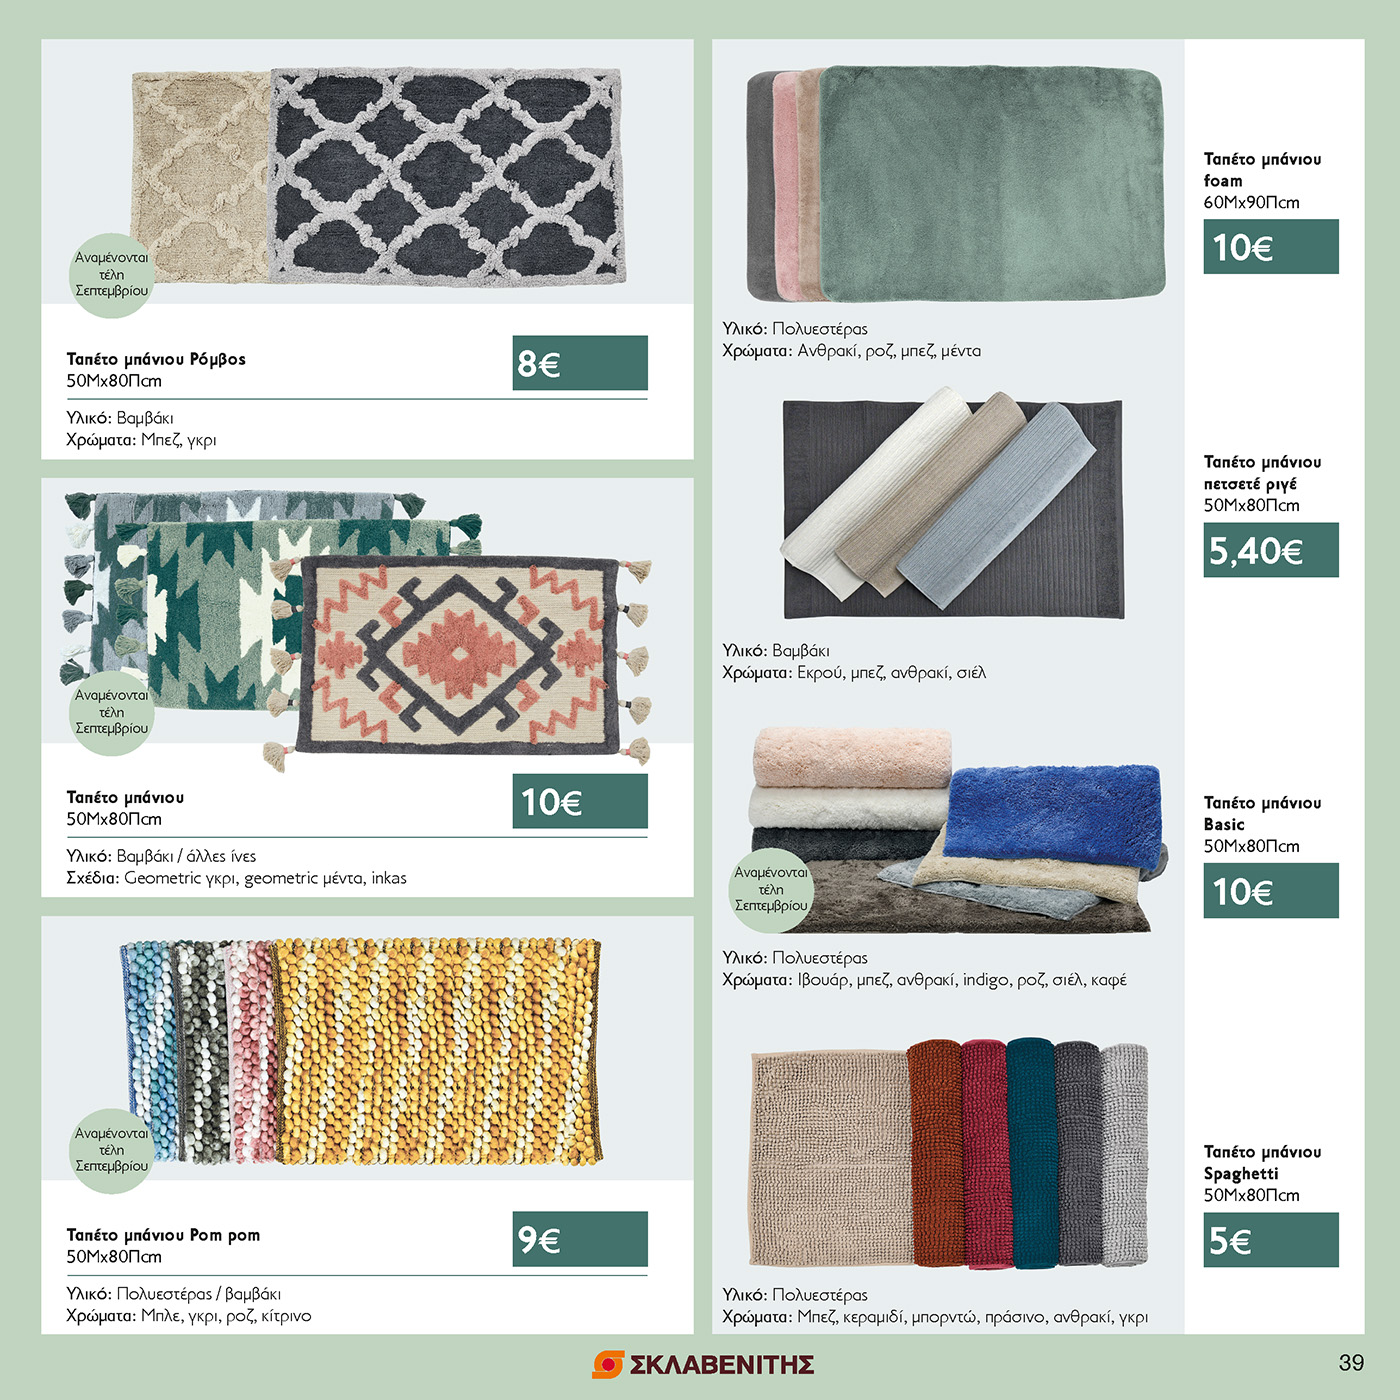 Αναμένονται
τέλη
Σεπτεμβρίου
Ταπέτο μπάνιου Ρόμβος
50Μx80Πcm
8€
Υλικό: Βαμβάκι
Χρώματα: Μπεζ, γκρι
Αναμένονται
τέλη
Σεπτεμβρίου
Ταπέτο μπάνιου
50Μx80Πcm
10€
Υλικό: Βαμβάκι / άλλες ίνες
Σχέδια: Geometric γκρι, geometric μέντα, inkas
Αναμένονται
τέλη
Σεπτεμβρίου
Ταπέτο μπάνιου Pom pom
50Μx80Πcm
9€
Υλικό: Πολυεστέρας / βαμβάκι
Χρώματα: Μπλε, γκρι, ροζ, κίτρινο
Ταπέτο μπάνιου
foam
60Μx90Πcm
10€
Υλικό: Πολυεστέρας
Χρώματα: Ανθρακί, ροζ, μπεζ, μέντα
Ταπέτο μπάνιου
πετσετέ ριγέ
50Μx80Πcm
5,40€
Υλικό: Βαμβάκι
Χρώματα: Εκρού, μπεζ, ανθρακί, σιέλ
Ταπέτο μπάνιου
Basic
50Μx80Πcm
10€
Αναμένονται
τέλη
Σεπτεμβρίου
Υλικό: Πολυεστέρας
Χρώματα: Ιβουάρ, μπεζ, ανθρακί, indigo, ροζ, σιέλ, καφέ
Ταπέτο μπάνιου
Spaghetti
50Μx80Πcm
5€
Υλικό: Πολυεστέρας
Χρώματα: Μπεζ, κεραμιδί, μπορντώ, πράσινο, ανθρακί, γκρι
ΣΚΛΑΒΕΝΙΤΗΣ
39